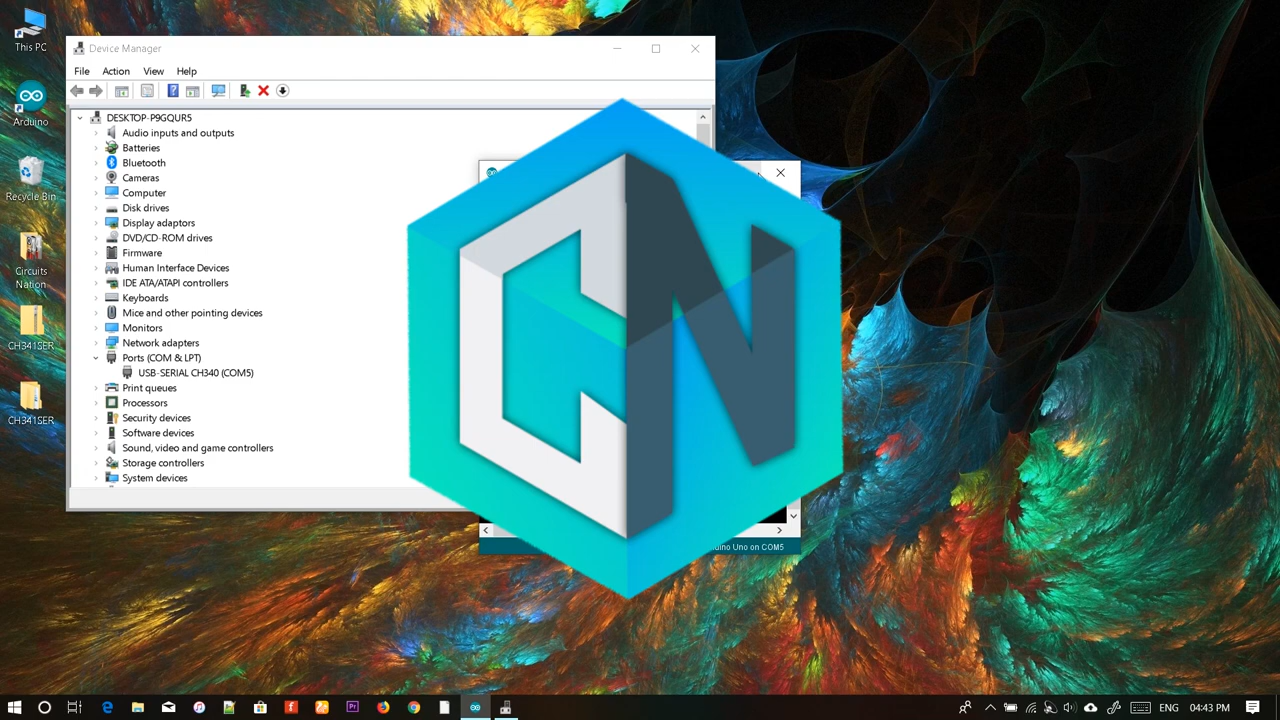 This PC
Arduino
Recycle Bin
Circuits
Nation
CH341SER
CH341SER
Device Manager
File Action View Help
DESKTOP-P9GQUR5
Audio inputs and outputs
Batteries
Bluetooth
Cameras
Computer
Disk drives
Display adaptors
DVD/CD-ROM drives
Firmware
Human Interface Devices
IDE ATA/ATAPI controllers
Keyboards
Mice and other pointing devices
Monitors
Network adapters
Ports (COM & LPT)
USB-SERIAL CH340 (COM5)
Print queues
Processors
Security devices
Software devices
Sound, video and game controllers
Storage controllers
System devices
CN
Uno on COM5
ENG 04:43 PM